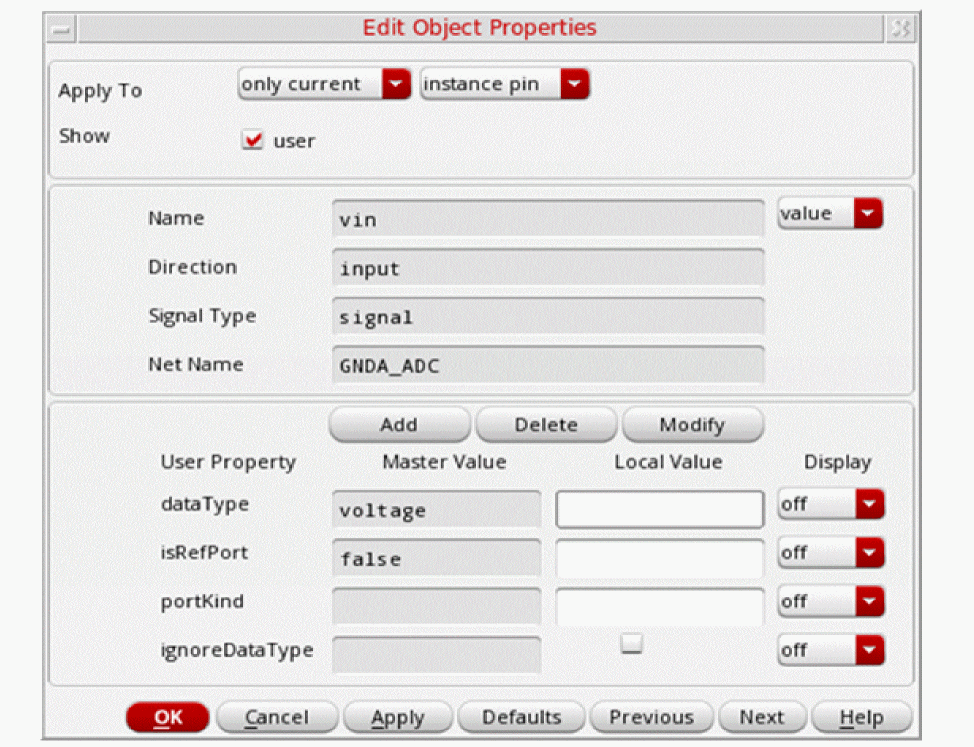 Edit Object Properties
Apply To only current instance pin
Show user
Name vin value
Direction input
Signal Type signal
Net Name GNDA_ADC
Add Delete Modify
User Property Master Value Local Value Display
dataType voltage off
isRefPort false off
portKind off
ignoreDataType off
OK Cancel Apply Defaults Previous Next Help